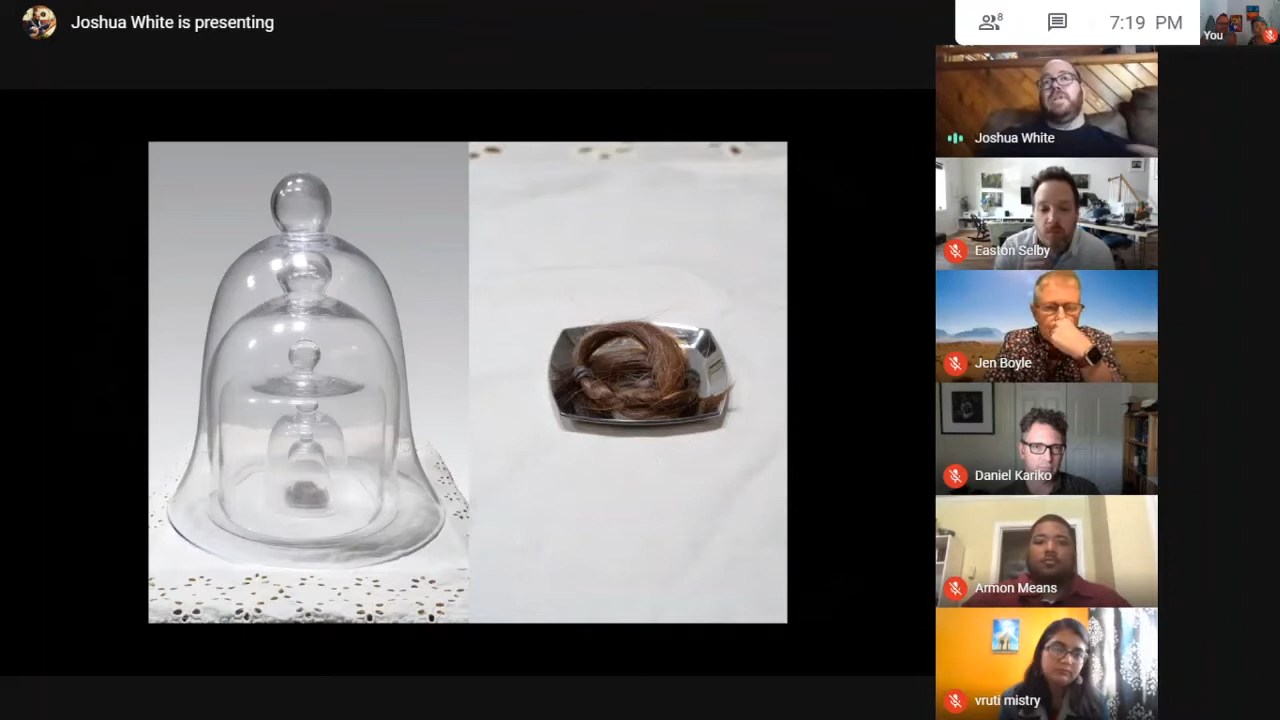 Joshua White is presenting
8
7:19 PM
You
Joshua White
Easton Selby
Jen Boyle
Daniel Kariko
Armon Means
vruti mistry